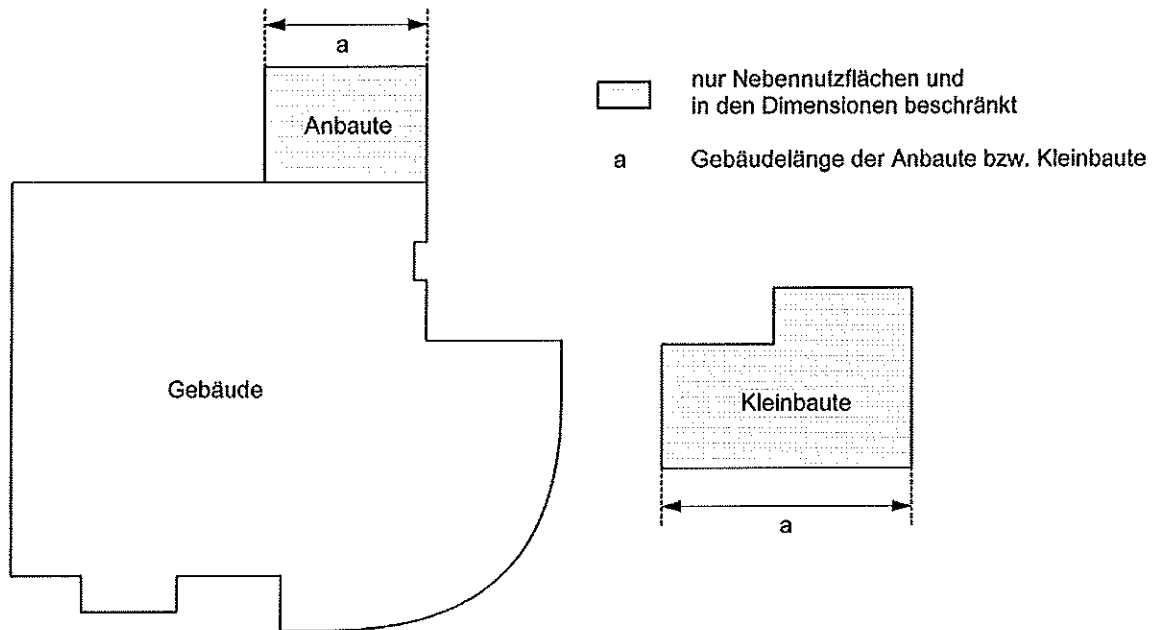 a
Anbaute
nur Nebennutzflächen und
in den Dimensionen beschränkt
a Gebäudelänge der Anbaute bzw. Kleinbaute
Gebäude
Kleinbaute
a